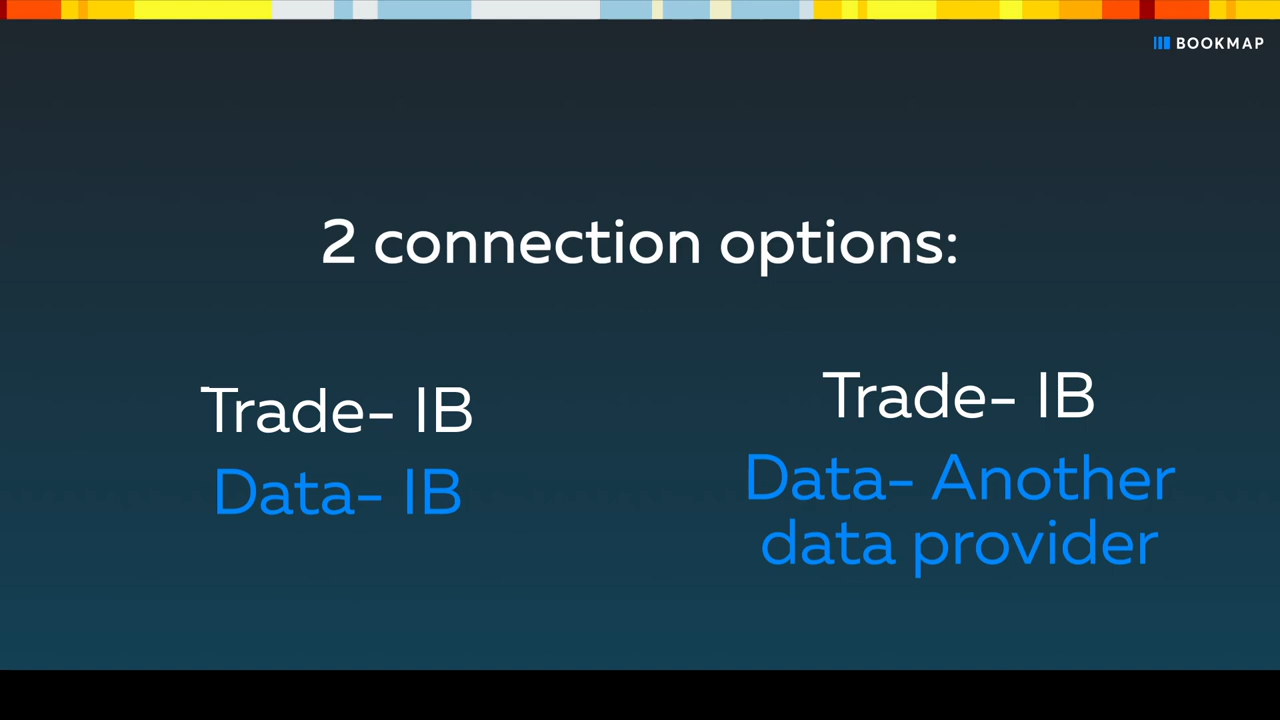 BOOKMAP
2 connection options:
Trade- IB
Data- IB
Trade- IB
Data- Another
data provider